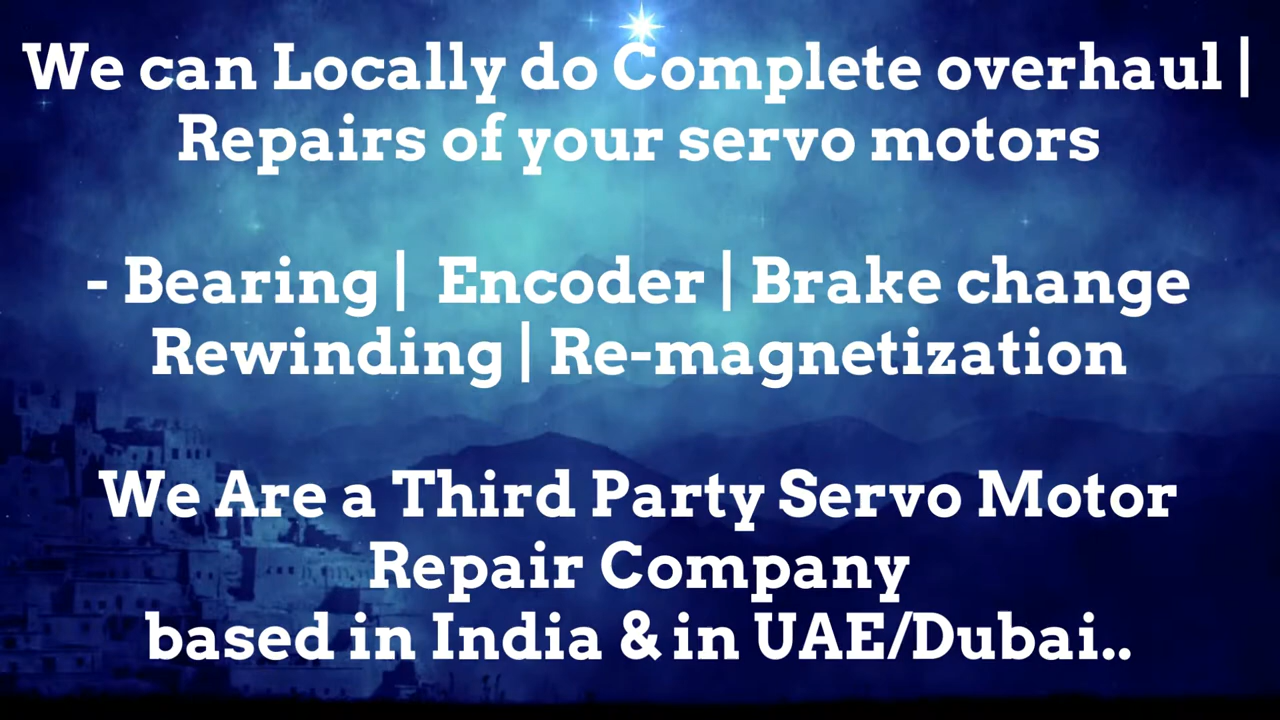 We can Locally do Complete overhaul |
Repairs of your servo motors
- Bearing |  Encoder | Brake change
Rewinding | Re-magnetization
We Are a Third Party Servo Motor
Repair Company
based in India & in UAE/Dubai..